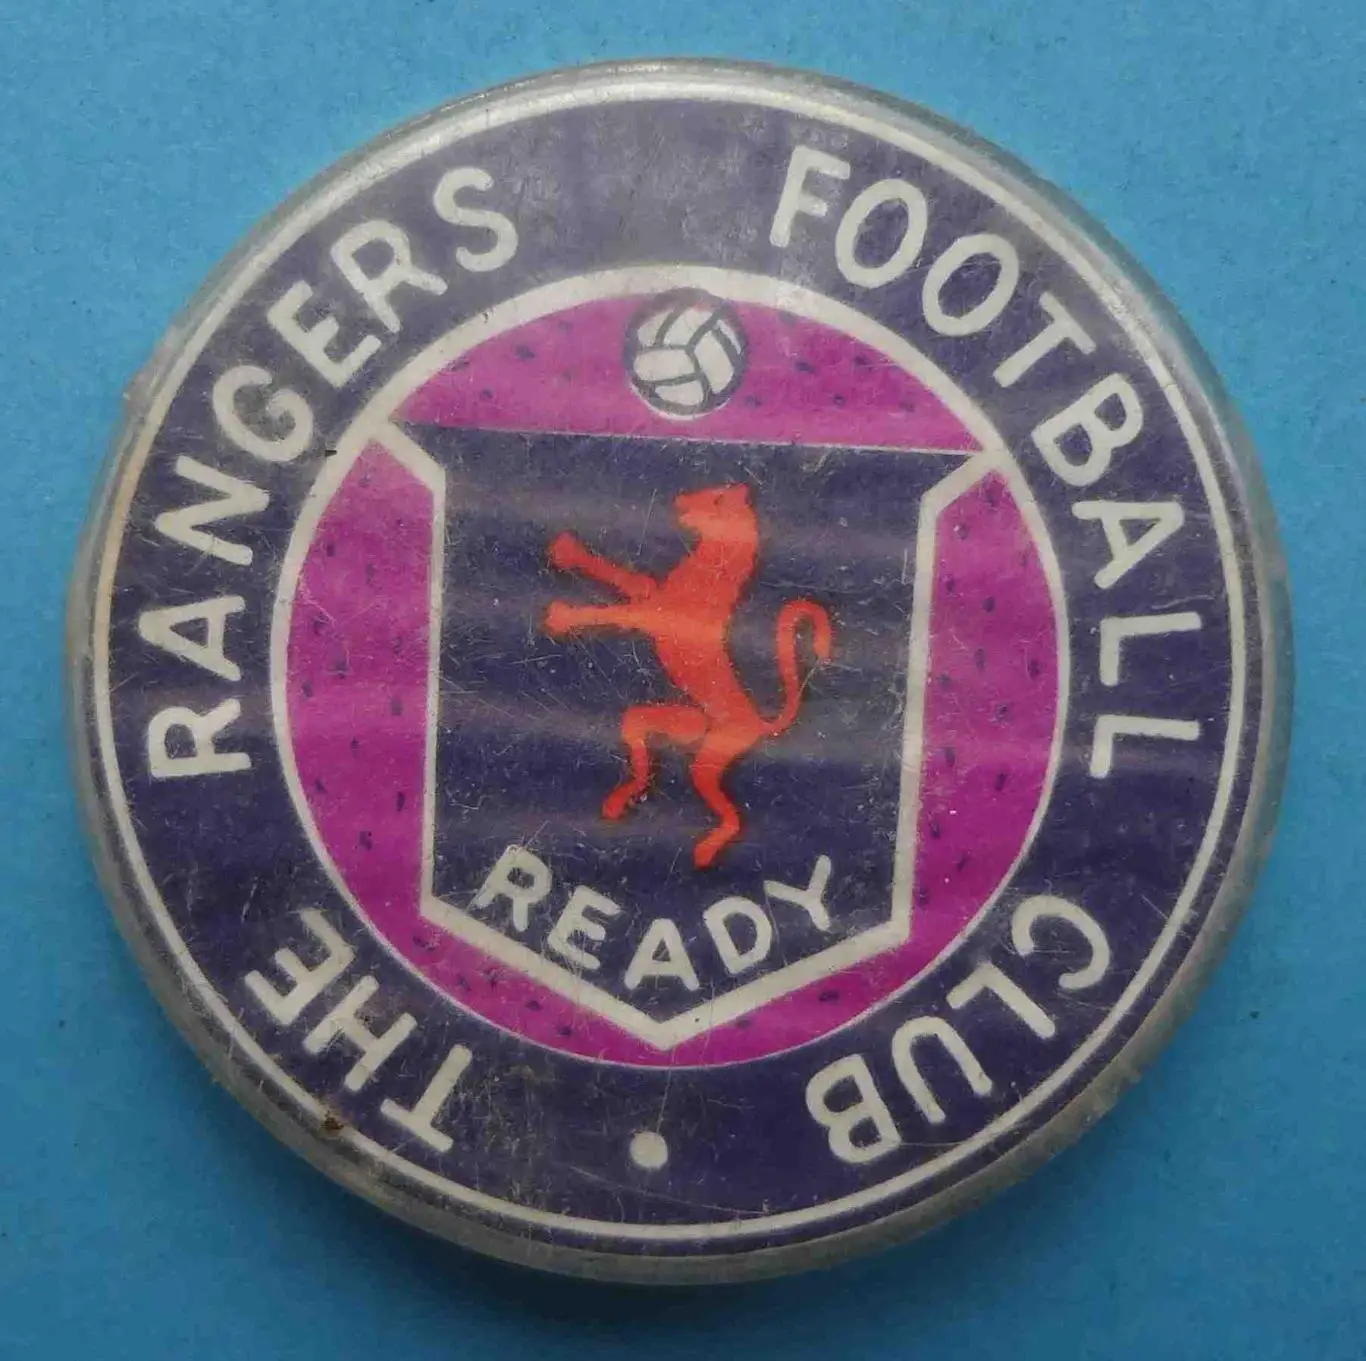 THE RANGERS FOOTBALL CLUB •
READY